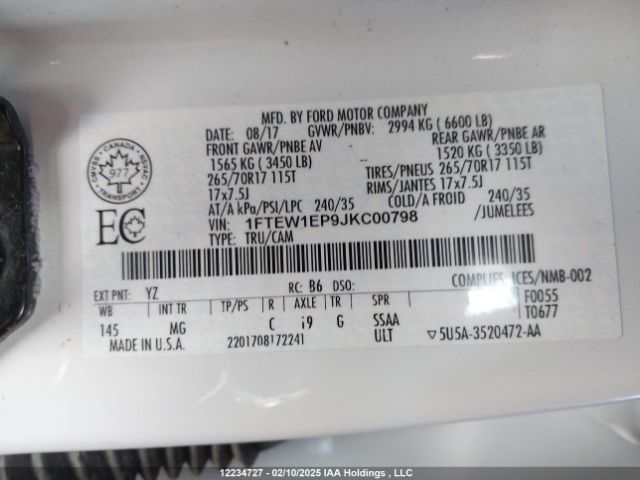 MFD. BY FORD MOTOR COMPANY
DATE: 08/17 GVWR/PNBV: 2994 KG ( 6600 LB)
FRONT GAWR/PNBE AV REAR GAWR/PNBE AR
1565 KG ( 3450 LB) -- 1520 KG ( 3350 LB)
265/70R17 115T TIRES/PNEUS 265/70R17 115T
17x7.5J RIMS/JANTES 17x7.5J
AT/A kPa/PSI/LPC 240/35 COLD/A FROID 240/35
VIN: 1FTEW1EP9JKC00798 /JUMELEES
TYPE: TRU/CAM
CANADA
CMVSS NSVAC
977
TRANSPORT
EC
EXT PNT: YZ RC: B6 DSO: COMPLIES ICES/NMB-002
WB INT TR TP/PS R AXLE TR SPR F0055
145 MG C i9 G SSAA T0677
MADE IN U.S.A. 2201708172241 ULT ▽5U5A-3520472-AA
12234727 - 02/10/2025 IAA Holdings , LLC